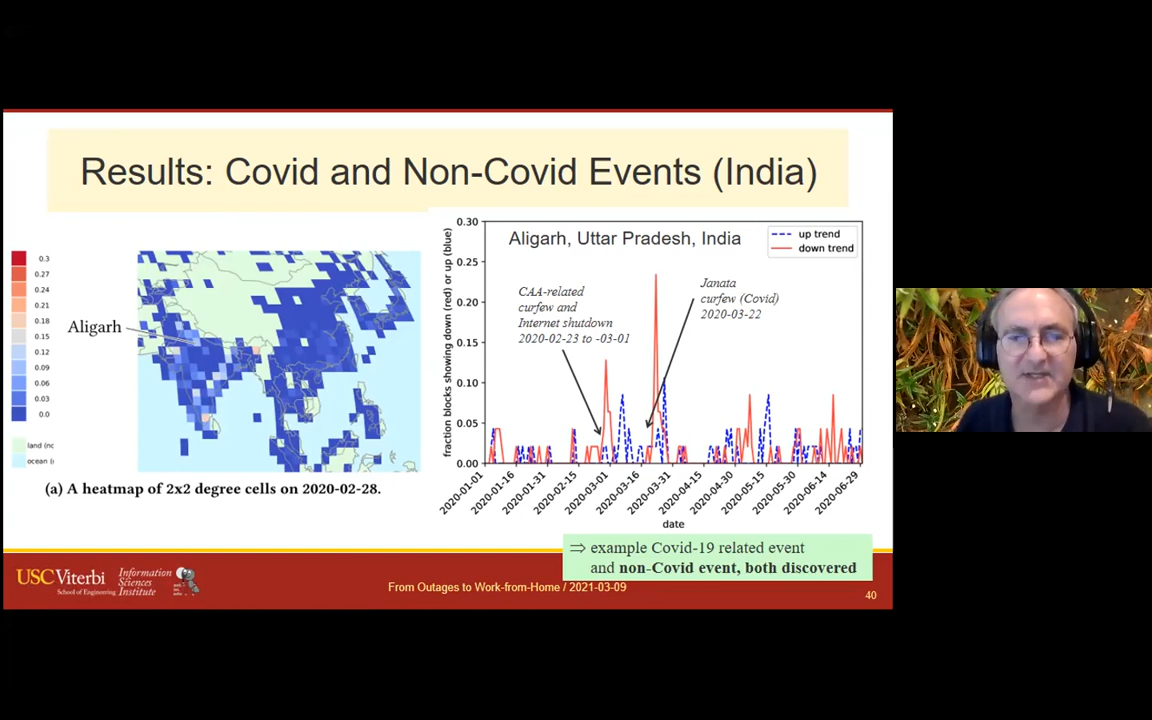 Results: Covid and Non-Covid Events (India)
0.3
0.27
0.24
0.21
0.18
0.15
0.12
0.09
0.06
0.03
0.0
land (no
ocean (
Aligarh
(a) A heatmap of 2x2 degree cells on 2020-02-28.
fraction blocks showing down (red) or up (blue)
0.30
0.25
0.20
0.15
0.10
0.05
0.00
Aligarh, Uttar Pradesh, India
up trend
down trend
CAA-related
curfew and
Internet shutdown
2020-02-23 to -03-01
Janata
curfew (Covid)
2020-03-22
2020-01-01
2020-01-16
2020-01-31
2020-02-15
2020-03-01
2020-03-16
2020-03-31
2020-04-15
2020-04-30
2020-05-15
2020-05-30
2020-06-14
2020-06-29
date
⇒ example Covid-19 related event
and non-Covid event, both discovered
USC Viterbi
School of Engineering
Information
Sciences
Institute
From Outages to Work-from-Home / 2021-03-09
40